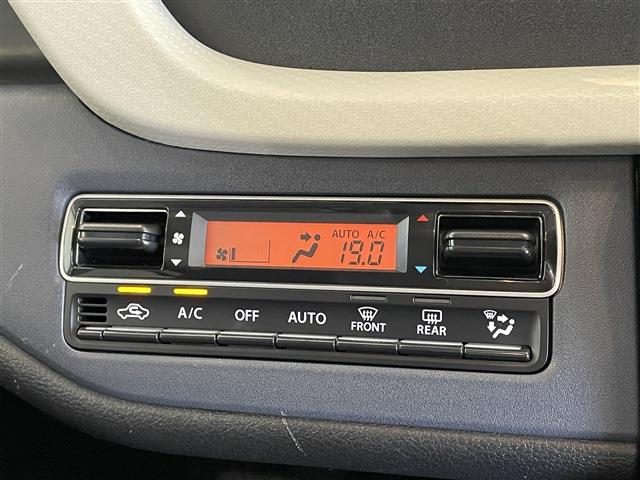 AUTO A/C
19.0
A/C OFF AUTO FRONT REAR